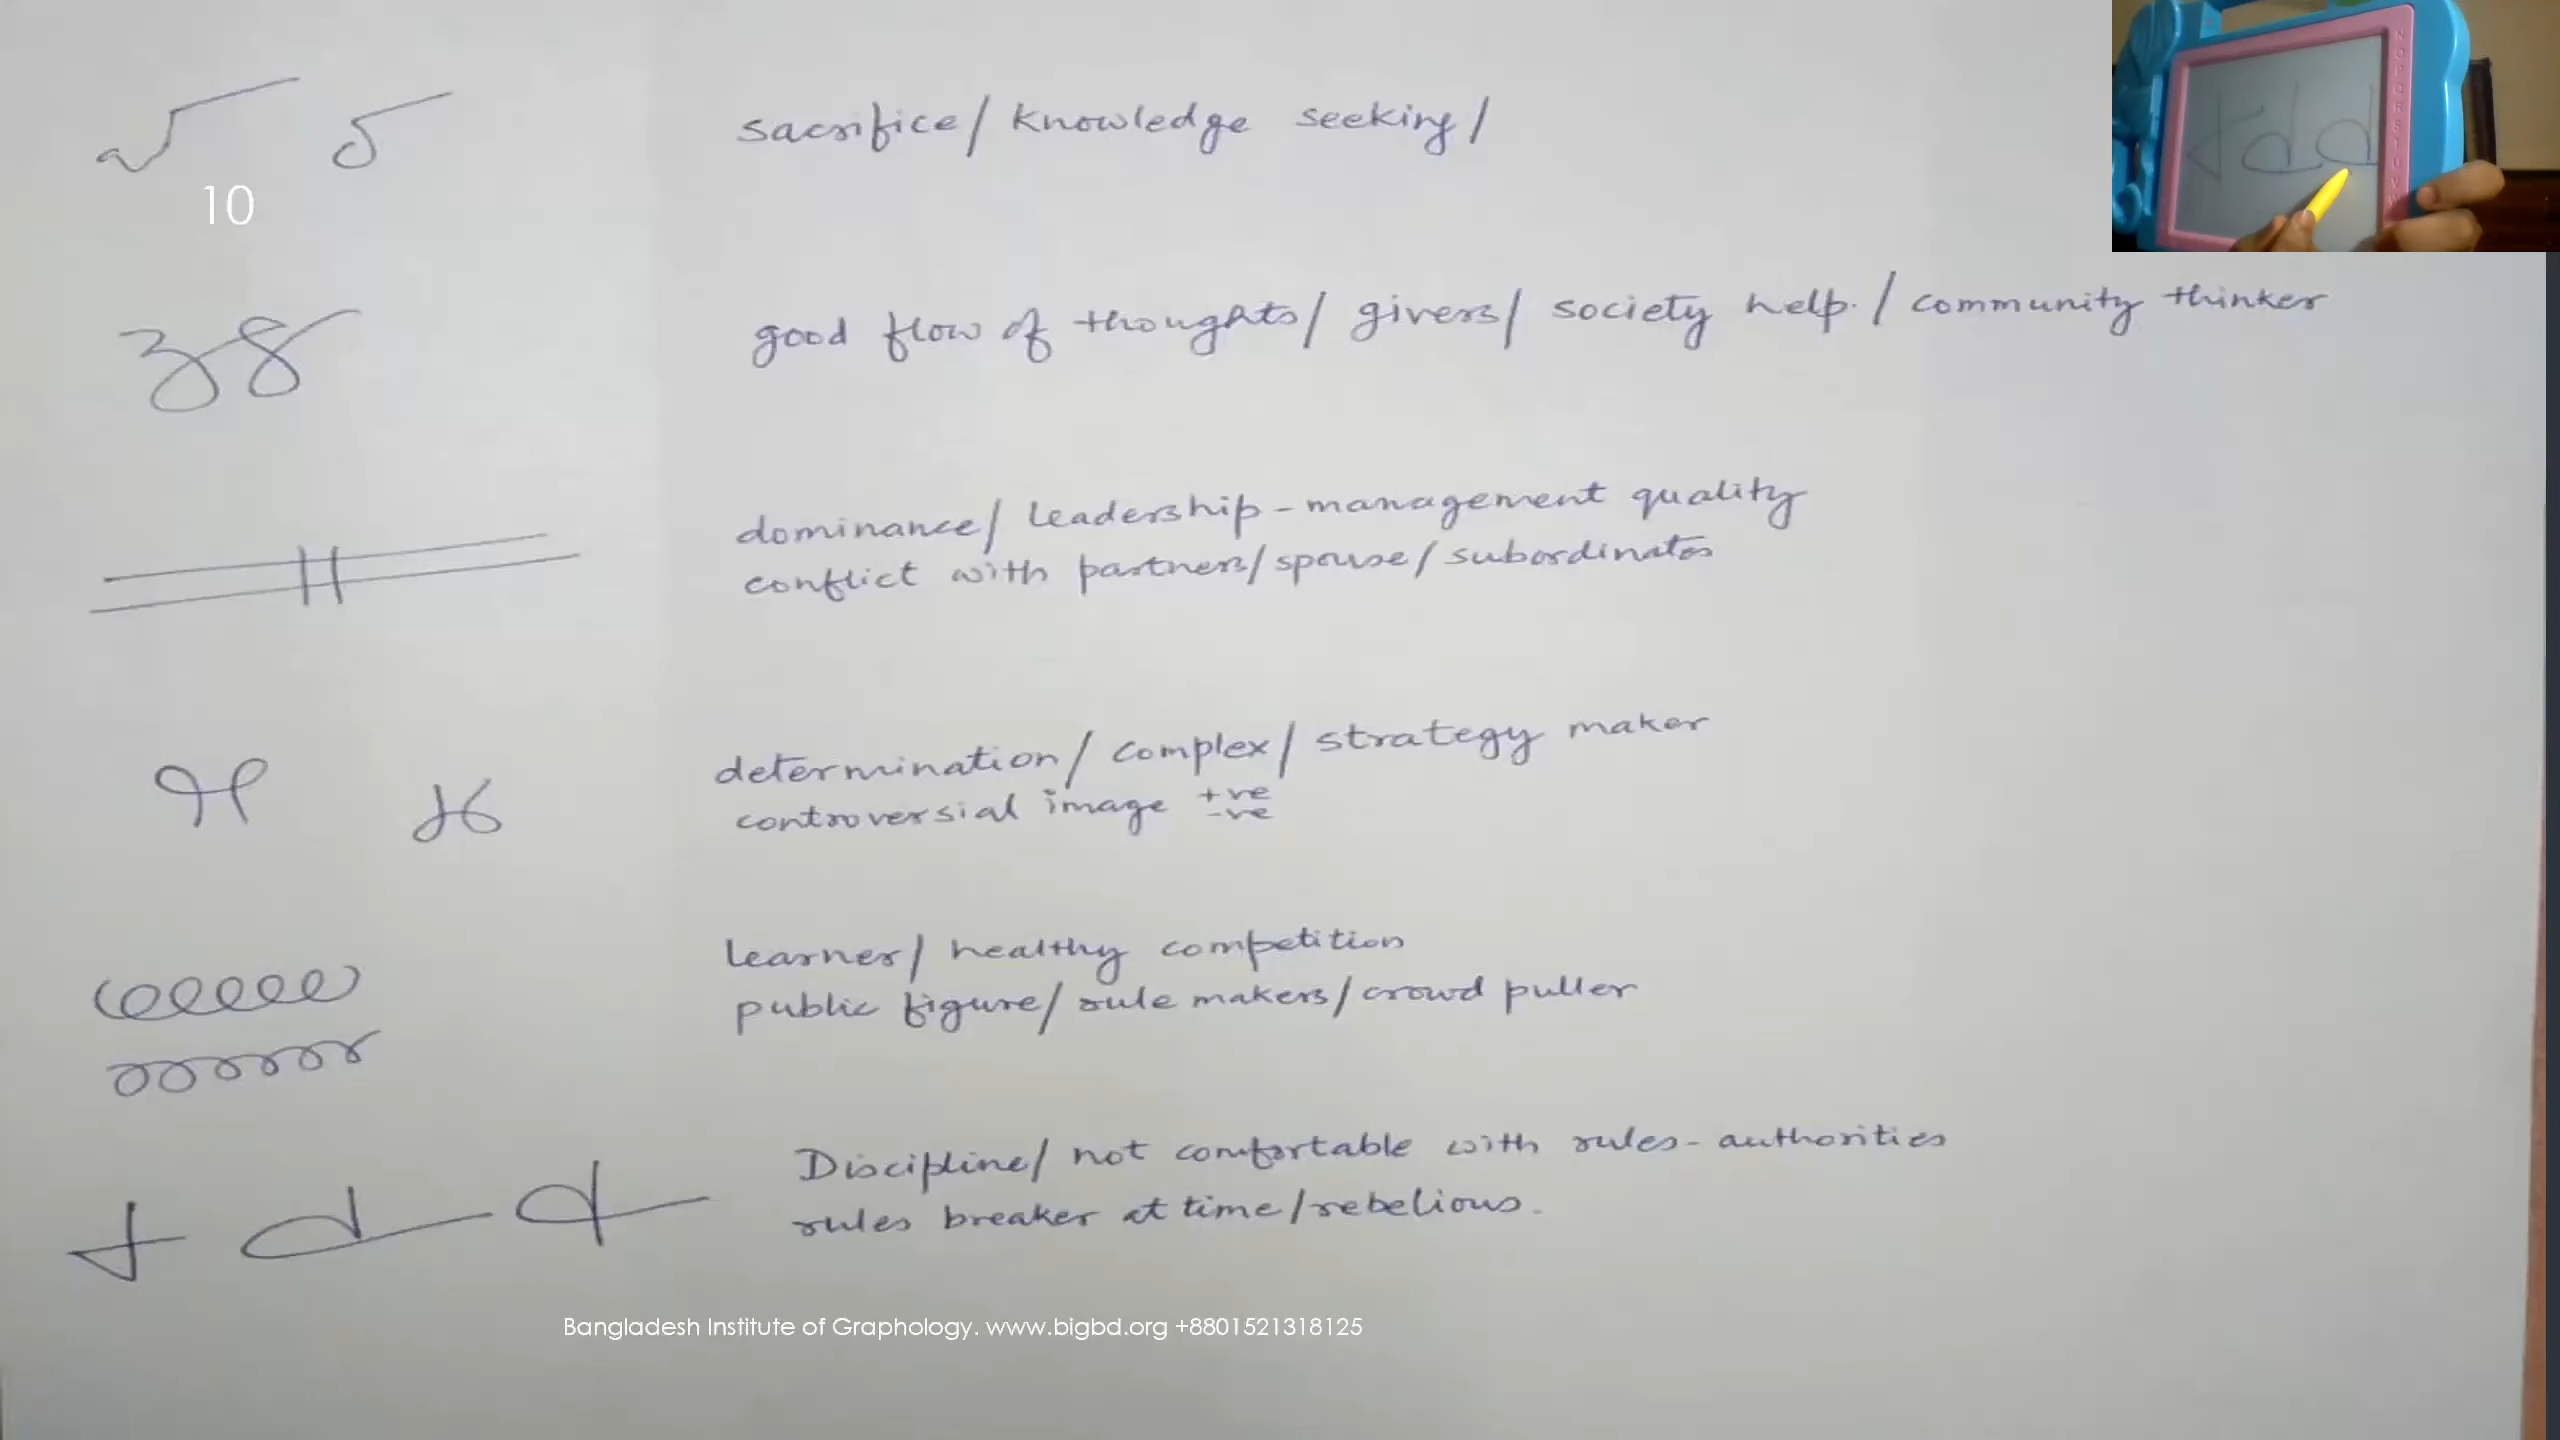 sacrifice/ knowledge seeking/
10
good flow of thoughts/ givers/ society help./ community thinker
dominance/ leadership-management quality
conflict with partners/spouse/subordinates
determination/ complex/ strategy maker
controversial image +ve
-ve
learner/ healthy competition
public figure/ rule makers/crowd puller
Discipline/ not comfortable with rules-authorities
rules breaker at time/rebelious.
Bangladesh Institute of Graphology. www.bigbd.org +8801521318125